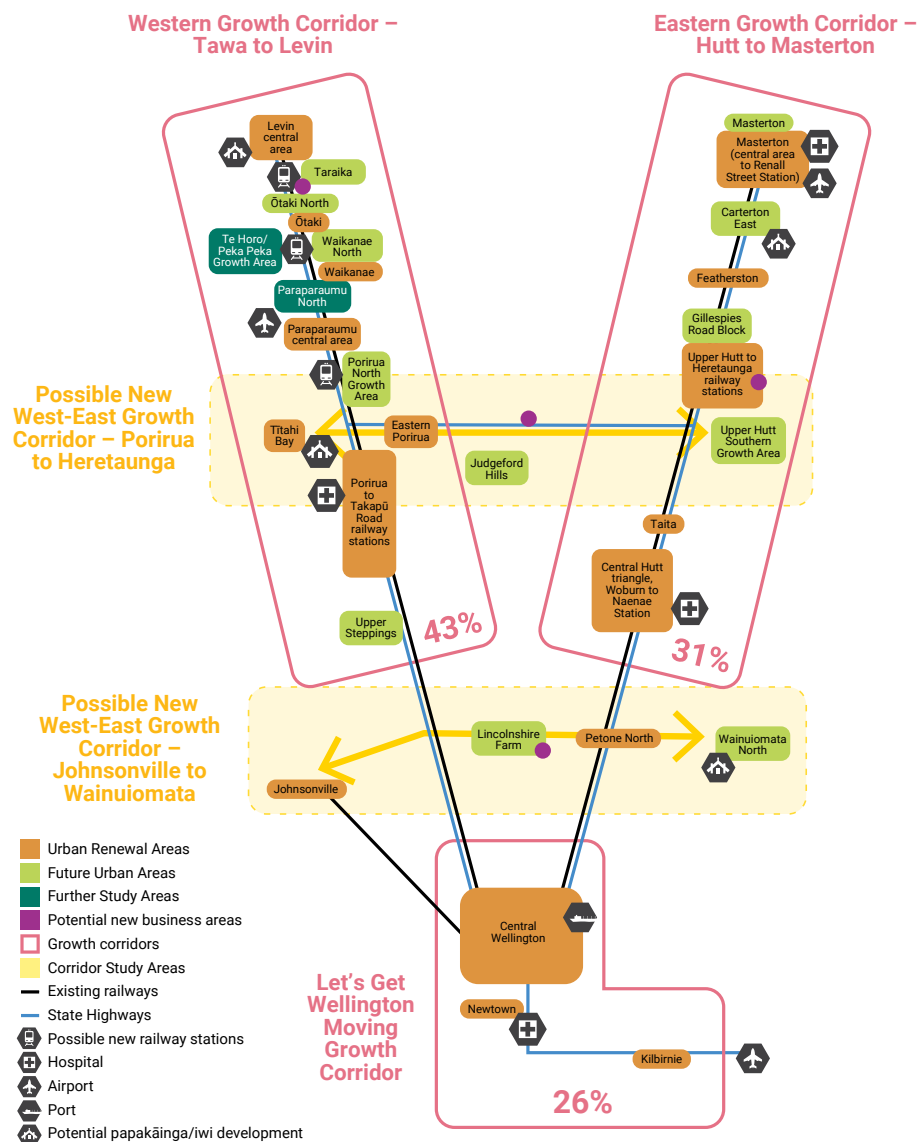 Western Growth Corridor –
Tawa to Levin
Eastern Growth Corridor –
Hutt to Masterton
Levin
central
area
Taraika
Ōtaki North
Ōtaki
Te Horo/
Peka Peka
Growth Area
Waikanae
North
Waikanae
Paraparaumu
North
Paraparaumu
central area
Porirua
North
Growth
Area
Masterton
Masterton
(central area
to Renall
Street Station)
Carterton
East
Featherston
Gillespies
Road Block
Upper Hutt to
Heretaunga
railway
stations
Possible New
West-East Growth
Corridor – Porirua
to Heretaunga
Tītahi
Bay
Eastern
Porirua
Judgeford
Hills
Upper Hutt
Southern
Growth Area
Porirua
to
Takapū
Road
railway
stations
Taita
Central Hutt
triangle,
Woburn to
Naenae
Station
Upper
Steppings
43%
31%
Possible New
West-East Growth
Corridor –
Johnsonville to
Wainuiomata
Lincolnshire
Farm
Petone North
Wainuiomata
North
Johnsonville
Urban Renewal Areas
Future Urban Areas
Further Study Areas
Potential new business areas
Growth corridors
Corridor Study Areas
Existing railways
State Highways
Possible new railway stations
Hospital
Airport
Port
Potential papakāinga/iwi development
Central
Wellington
Let's Get
Wellington
Moving
Growth
Corridor
Newtown
Kilbirnie
26%